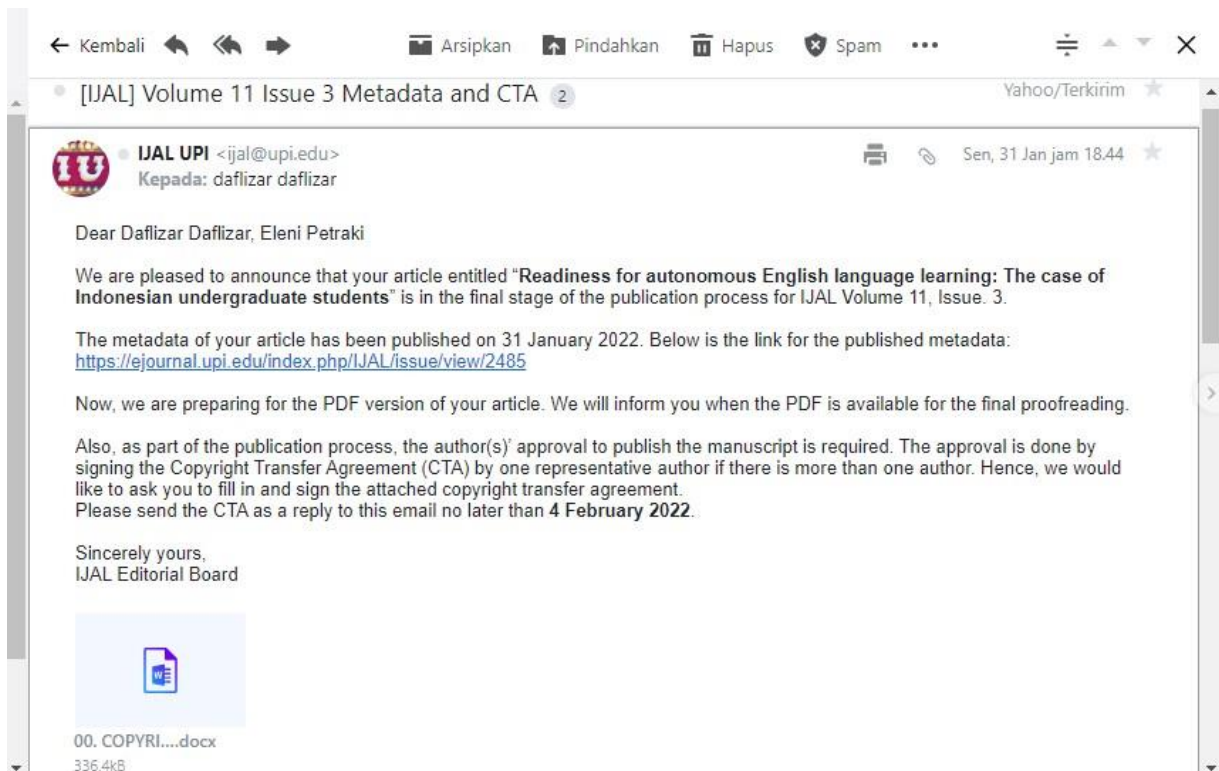 Kembali Arsipkan Pindahkan Hapus Spam
[IJAL] Volume 11 Issue 3 Metadata and CTA 2 Yahoo/Terkirim
IU
IJAL UPI <ijal@upi.edu> Sen, 31 Jan jam 18.44
Kepada: daflizar daflizar
Dear Daflizar Daflizar, Eleni Petraki
We are pleased to announce that your article entitled “Readiness for autonomous English language learning: The case of
Indonesian undergraduate students” is in the final stage of the publication process for IJAL Volume 11, Issue. 3.
The metadata of your article has been published on 31 January 2022. Below is the link for the published metadata:
https://ejournal.upi.edu/index.php/IJAL/issue/view/2485
Now, we are preparing for the PDF version of your article. We will inform you when the PDF is available for the final proofreading.
Also, as part of the publication process, the author(s)’ approval to publish the manuscript is required. The approval is done by
signing the Copyright Transfer Agreement (CTA) by one representative author if there is more than one author. Hence, we would
like to ask you to fill in and sign the attached copyright transfer agreement.
Please send the CTA as a reply to this email no later than 4 February 2022.
Sincerely yours,
IJAL Editorial Board
W
00. COPYRI....docx
336.4kB